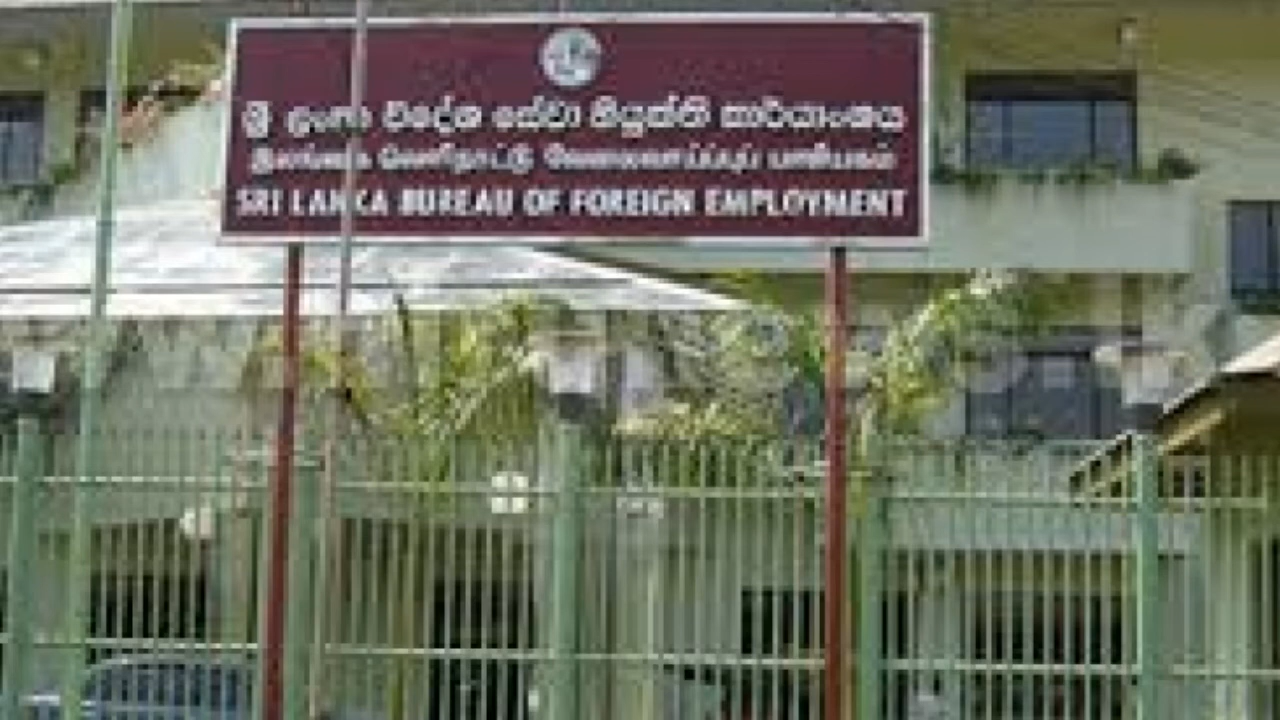 ශ්‍රී ලංකා විදේශ සේවා නියුක්ති කාර්යාංශය
இலங்கை வெளிநாட்டு வேலைவாய்ப்புப் பணியகம்
SRI LANKA BUREAU OF FOREIGN EMPLOYMENT